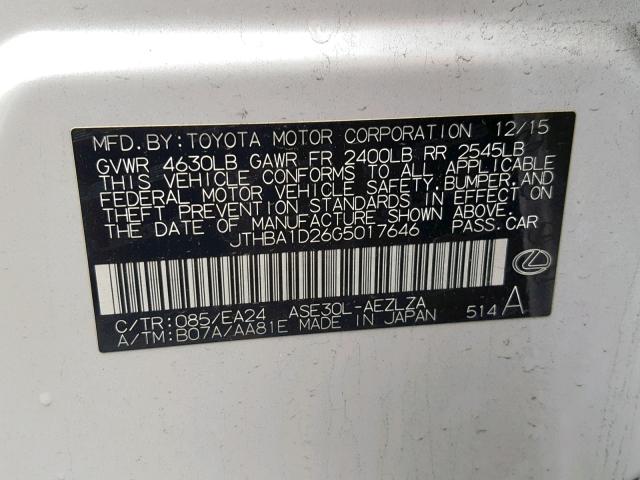 MFD. BY: TOYOTA MOTOR CORPORATION 12/15
GVWR 4630LB GAWR FR 2400LB RR 2545LB
THIS VEHICLE CONFORMS TO ALL APPLICABLE
FEDERAL MOTOR VEHICLE SAFETY, BUMPER, AND
THEFT PREVENTION STANDARDS IN EFFECT ON
THE DATE OF MANUFACTURE SHOWN ABOVE.
JTHBA1D26G5017646 PASS. CAR
C/TR: 085/EA24 ASE30L-AEZLZA
A/TM: B07A/AA81E MADE IN JAPAN 514 A